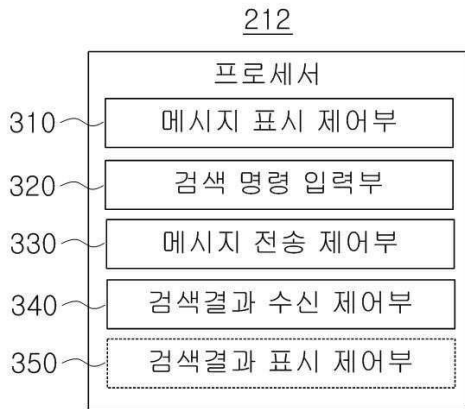 212
프로세서
310 메시지 표시 제어부
320 검색 명령 입력부
330 메시지 전송 제어부
340 검색결과 수신 제어부
350 검색결과 표시 제어부